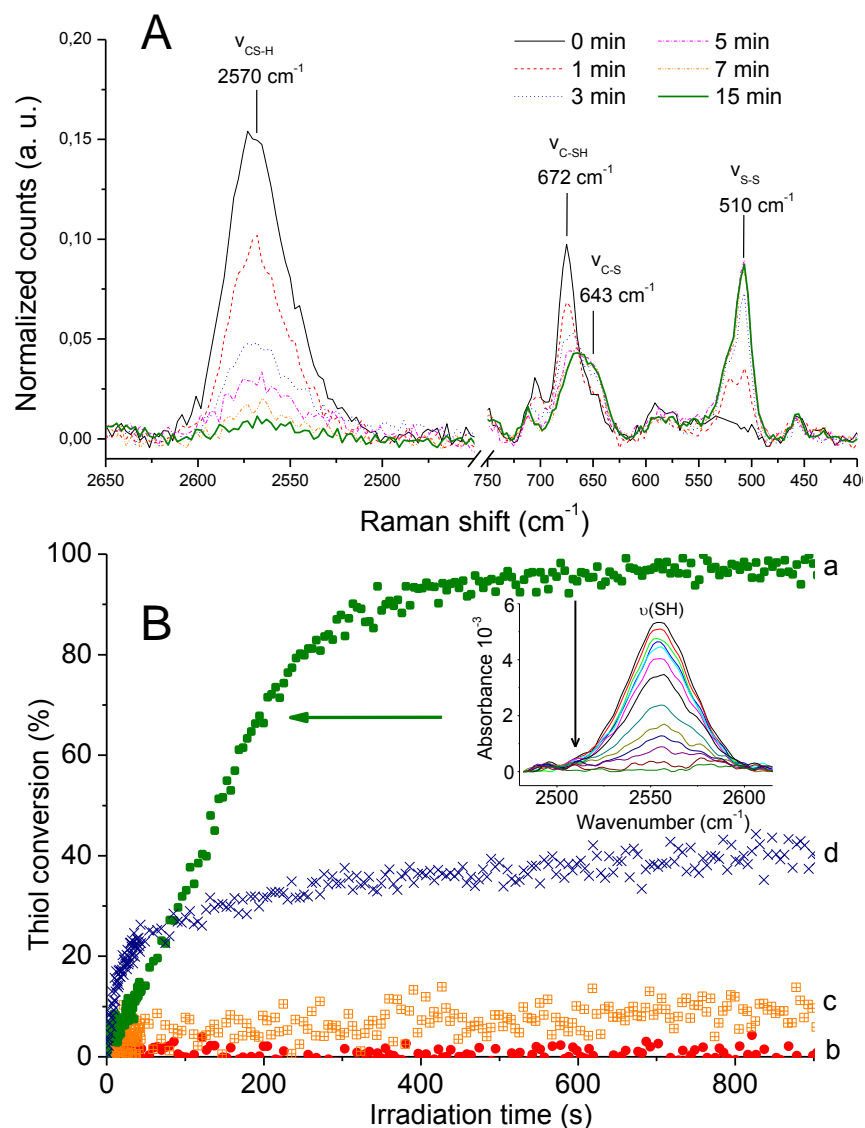 A
ν CS-H
2570 cm-1
0 min
1 min
3 min
5 min
7 min
15 min
ν C-SH
672 cm-1
ν C-S
643 cm-1
ν S-S
510 cm-1
0,20
0,15
0,10
0,05
0,00
Normalized counts (a. u.)
2650 2600 2550 2500 750 700 650 600 550 500 450 400
Raman shift (cm-1)
B
100
80
60
40
20
0
Thiol conversion (%)
a
d
c
b
υ(SH)
6
4
2
0
Absorbance 10-3
2500 2550 2600
Wavenumber (cm-1)
0 200 400 600 800
Irradiation time (s)